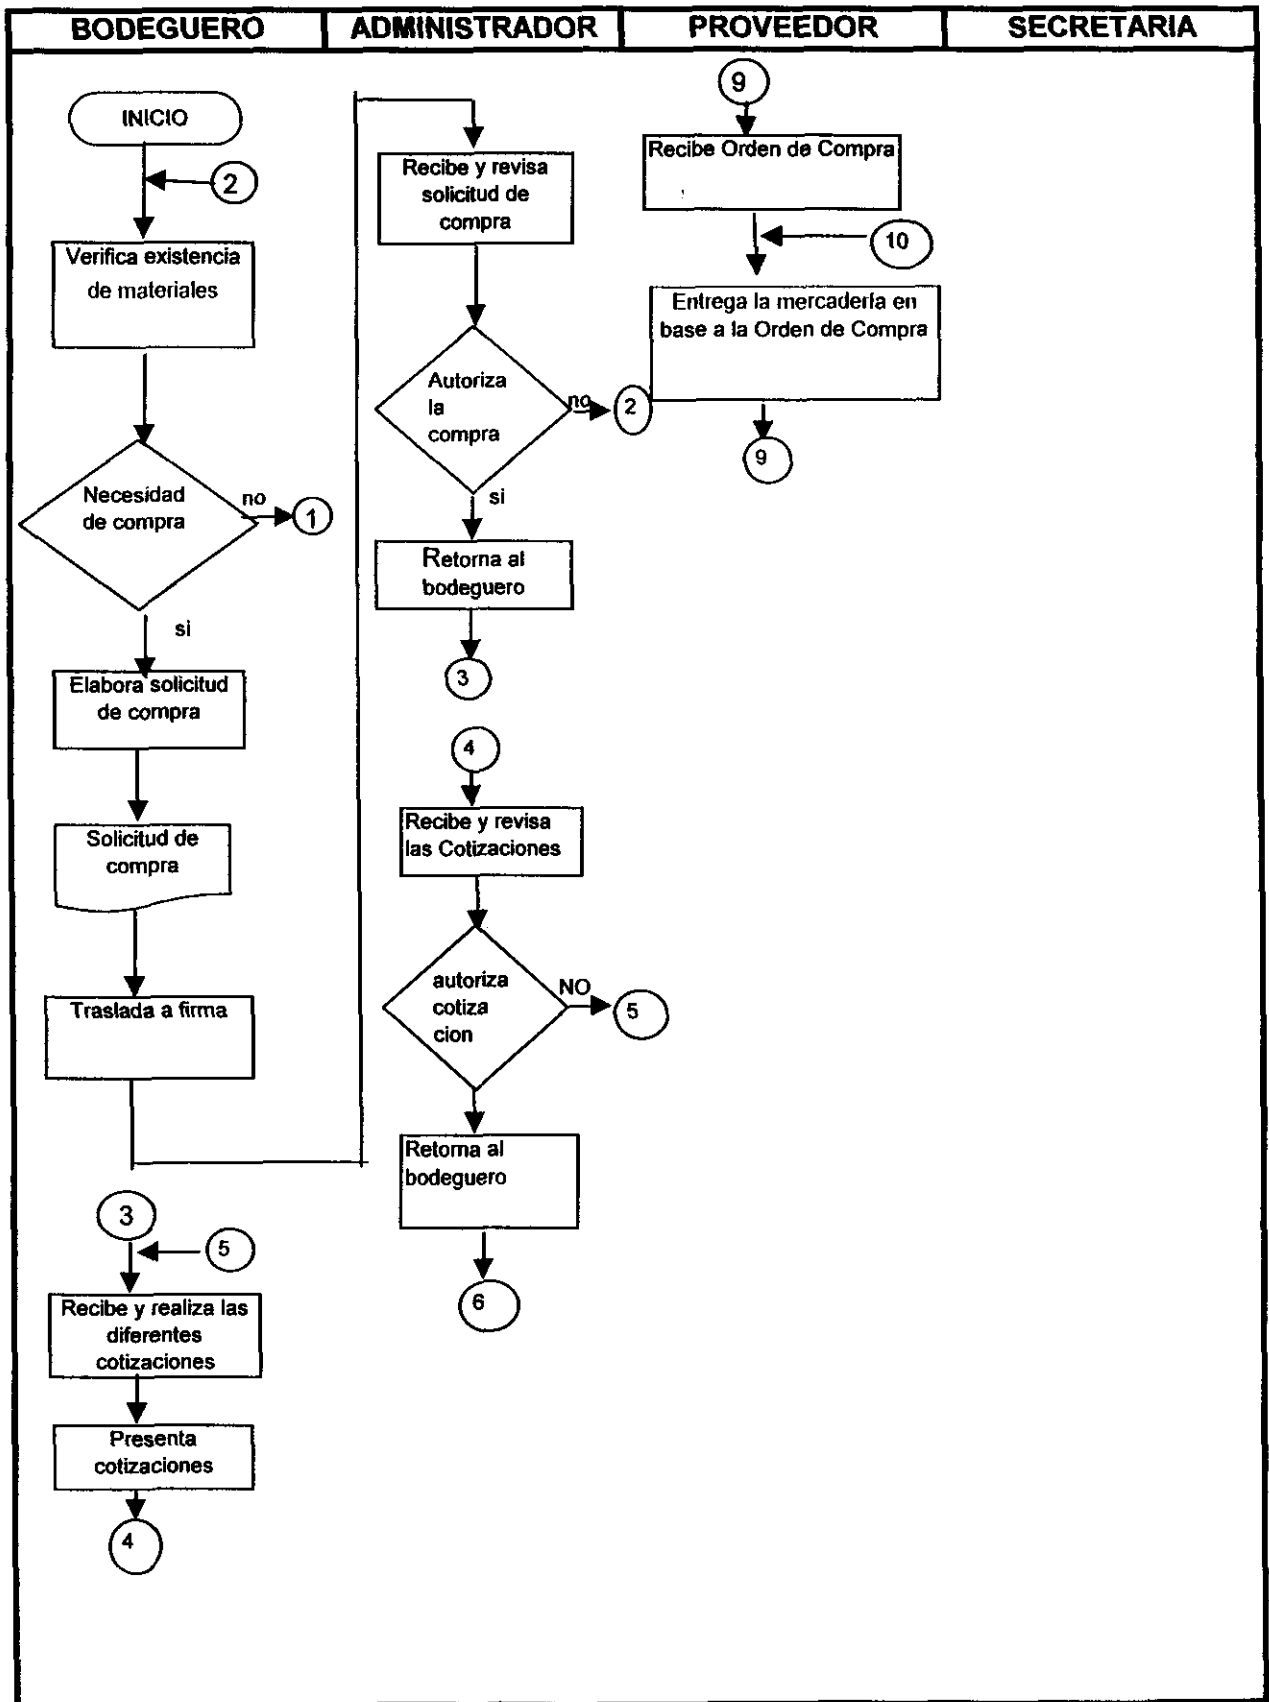 BODEGUERO
ADMINISTRADOR
PROVEEDOR
SECRETARIA
INICIO
2
Verifica existencia
de materiales
Necesidad
de compra
no
1
si
Elabora solicitud
de compra
Solicitud de
compra
Traslada a firma
3
5
Recibe y realiza las
diferentes
cotizaciones
Presenta
cotizaciones
4
Recibe y revisa
solicitud de
compra
Autoriza
la
compra
no
2
si
Retorna al
bodeguero
3
4
Recibe y revisa
las Cotizaciones
autoriza
cotiza
cion
NO
5
Retorna al
bodeguero
6
9
Recibe Orden de Compra
10
Entrega la mercadería en
base a la Orden de Compra
9